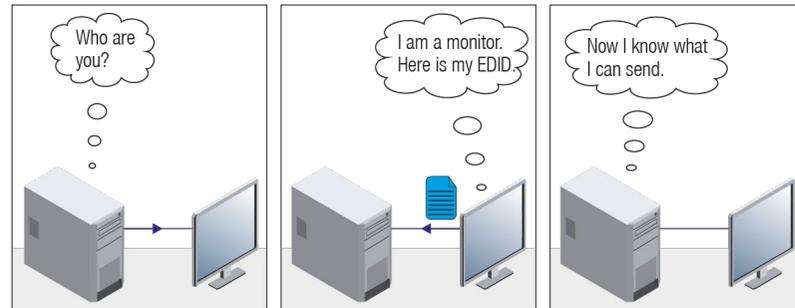 Who are
you?
I am a monitor.
Here is my EDID.
Now I know what
I can send.